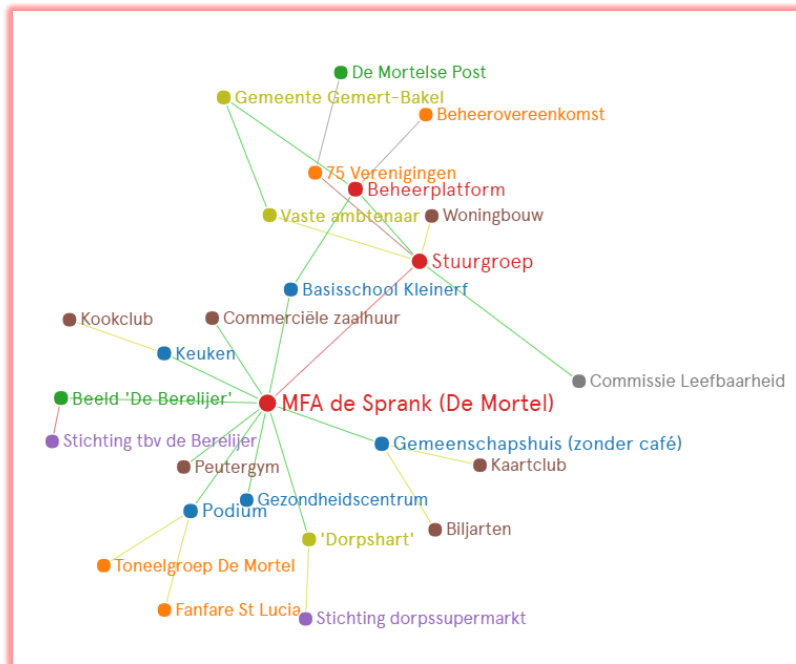 De Mortelse Post
Gemeente Gemert-Bakel
Beheerovereenkomst
75 Verenigingen
Beheerplatform
Vaste ambtenaar
Woningbouw
Stuurgroep
Basisschool Kleinerf
Kookclub
Commerciële zaalhuur
Keuken
Commissie Leefbaarheid
Beeld 'De Berelijer'
MFA de Sprank (De Mortel)
Stichting tbv de Berelijer
Gemeenschapshuis (zonder café)
Peutergym
Kaartclub
Gezondheidscentrum
Podium
Biljarten
'Dorpshart'
Toneelgroep De Mortel
Fanfare St Lucia
Stichting dorpssupermarkt